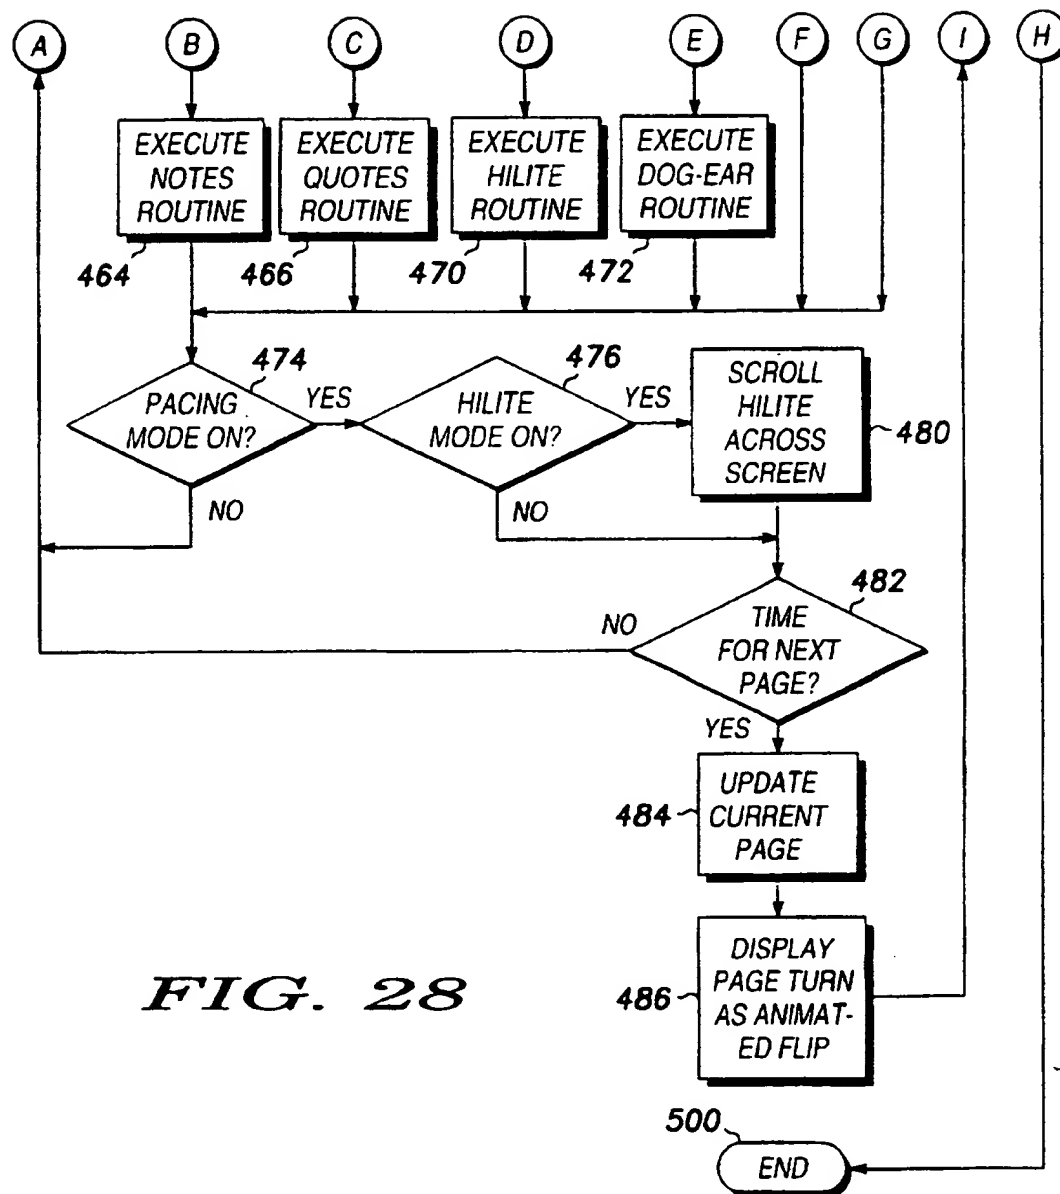 A B C D E F G I H
EXECUTE
NOTES
ROUTINE
464
EXECUTE
QUOTES
ROUTINE
466
EXECUTE
HILITE
ROUTINE
470
EXECUTE
DOG-EAR
ROUTINE
472
PACING
MODE ON?
474
YES
NO
HILITE
MODE ON?
476
YES
NO
SCROLL
HILITE
ACROSS
SCREEN
480
TIME
FOR NEXT
PAGE?
482
NO
YES
UPDATE
CURRENT
PAGE
484
DISPLAY
PAGE TURN
AS ANIMAT-
ED FLIP
486
FIG. 28
500
END